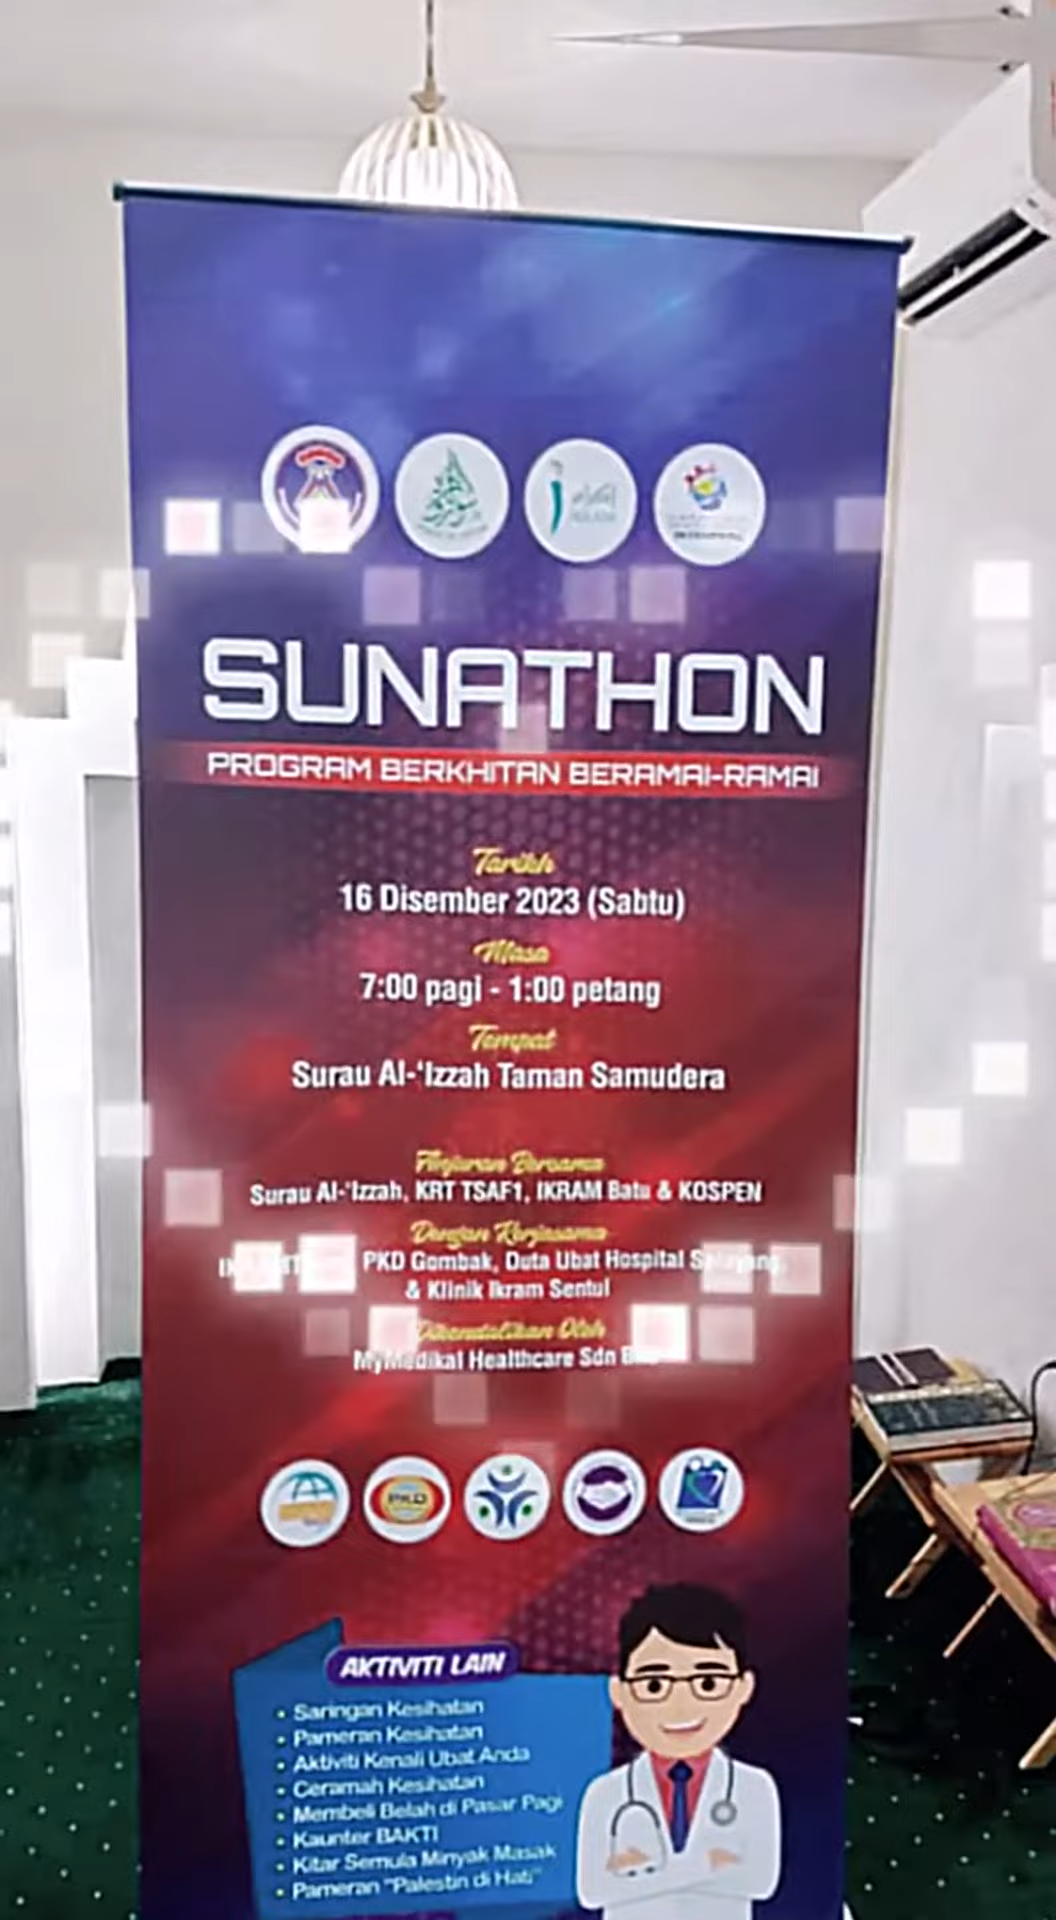 SUNATHON
PROGRAM BERKHITAN BERAMAI-RAMAI
Tarikh
16 Disember 2023 (Sabtu)
Masa
7:00 pagi - 1:00 petang
Tempat
Surau Al-'Izzah Taman Samudera
Anjuran Bersama
Surau Al-'Izzah, KRT TSAF1, IKRAM Batu & KOSPEN
Dengan Kerjasama
PKD Gombak, Duta Ubat Hospital Selayang,
& Klinik Ikram Sentul
Dikendalikan Oleh
MyMedikal Healthcare Sdn
PKD
AKTIVITI LAIN
• Saringan Kesihatan
• Pameran Kesihatan
• Aktiviti Kenali Ubat Anda
• Ceramah Kesihatan
• Membeli Belah di Pasar Pagi
• Kaunter BAKTI
• Kitar Semula Minyak Masak
• Pameran "Palestin di Hati"